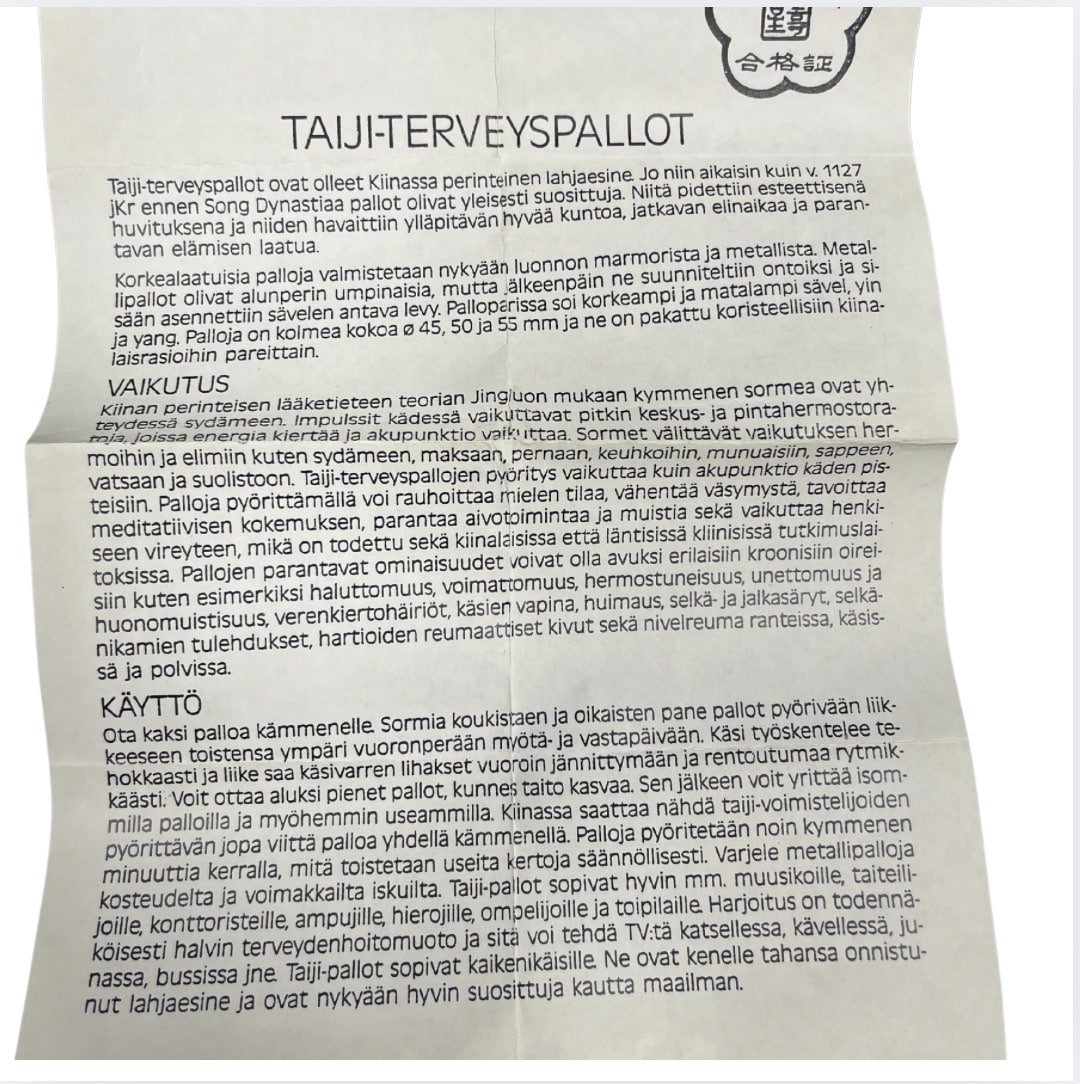 合格証
TAIJI-TERVEYSPALLOT
Taiji-terveyspallot ovat olleet Kiinassa perinteinen lahjaesine. Jo niin aikaisin kuin v. 1127
jKr ennen Song Dynastiaa pallot olivat yleisesti suosittuja. Niitä pidettiin esteettisenä
huvituksena ja niiden havaittiin ylläpitävän hyvää kuntoa, jatkavan elinaikaa ja paran-
tavan elämisen laatua.
Korkealaatuisia palloja valmistetaan nykyään luonnon marmorista ja metallista. Metal-
lipallot olivat alunperin umpinaisia, mutta jälkeenpäin ne suunniteltiin ontoiksi ja si-
sään asennettiin sävelen antava levy. Palloparissa soi korkeampi ja matalampi sävel, yin
ja yang. Palloja on kolmea kokoa ø 45, 50 ja 55 mm ja ne on pakattu koristeellisiin kiina-
laisrasioihin pareittain.
VAIKUTUS
Kiinan perinteisen lääketieteen teorian Jingluon mukaan kymmenen sormea ovat yh-
teydessä sydämeen. Impulssit kädessä vaikuttavat pitkin keskus- ja pintahermostora-
toja, joissa energia kiertää ja akupunktio vaikuttaa. Sormet välittävät vaikutuksen her-
moihin ja elimiin kuten sydämeen, maksaan, pernaan, keuhkoihin, munuaisiin, sappeen,
vatsaan ja suolistoon. Taiji-terveyspallojen pyöritys vaikuttaa kuin akupunktio käden pis-
teisiin. Palloja pyörittämällä voi rauhoittaa mielen tilaa, vähentää väsymystä, tavoittaa
meditatiivisen kokemuksen, parantaa aivotoimintaa ja muistia sekä vaikuttaa henki-
seen vireyteen, mikä on todettu sekä kiinalaisissa että läntisissä kliinisissä tutkimuslai-
toksissa. Pallojen parantavat ominaisuudet voivat olla avuksi erilaisiin kroonisiin oirei-
siin kuten esimerkiksi haluttomuus, voimattomuus, hermostuneisuus, unettomuus ja
huonomuistisuus, verenkiertohäiriöt, käsien vapina, huimaus, selkä- ja jalkasäryt, selkä-
nikamien tulehdukset, hartioiden reumaattiset kivut sekä nivelreuma ranteissa, käsis-
sä ja polvissa.
KÄYTTÖ
Ota kaksi palloa kämmenelle. Sormia koukistaen ja oikaisten pane pallot pyörivään liik-
keeseen toistensa ympäri vuoronperään myötä- ja vastapäivään. Käsi työskentelee te-
hokkaasti ja liike saa käsivarren lihakset vuoroin jännittymään ja rentoutumaa rytmik-
käästi. Voit ottaa aluksi pienet pallot, kunnes taito kasvaa. Sen jälkeen voit yrittää isom-
milla palloilla ja myöhemmin useammilla. Kiinassa saattaa nähdä taiji-voimistelijoiden
pyörittävän jopa viittä palloa yhdellä kämmenellä. Palloja pyöritetään noin kymmenen
minuuttia kerralla, mitä toistetaan useita kertoja säännöllisesti. Varjele metallipalloja
kosteudelta ja voimakkailta iskuilta. Taiji-pallot sopivat hyvin mm. muusikoille, taiteili-
joille, konttoristeille, ampujille, hierojille, ompelijoille ja toipilaille. Harjoitus on todennä-
köisesti halvin terveydenhoitomuoto ja sitä voi tehdä TV:tä katsellessa, kävellessä, ju-
nassa, bussissa jne. Taiji-pallot sopivat kaikenikäisille. Ne ovat kenelle tahansa onnistu-
nut lahjaesine ja ovat nykyään hyvin suosittuja kautta maailman.